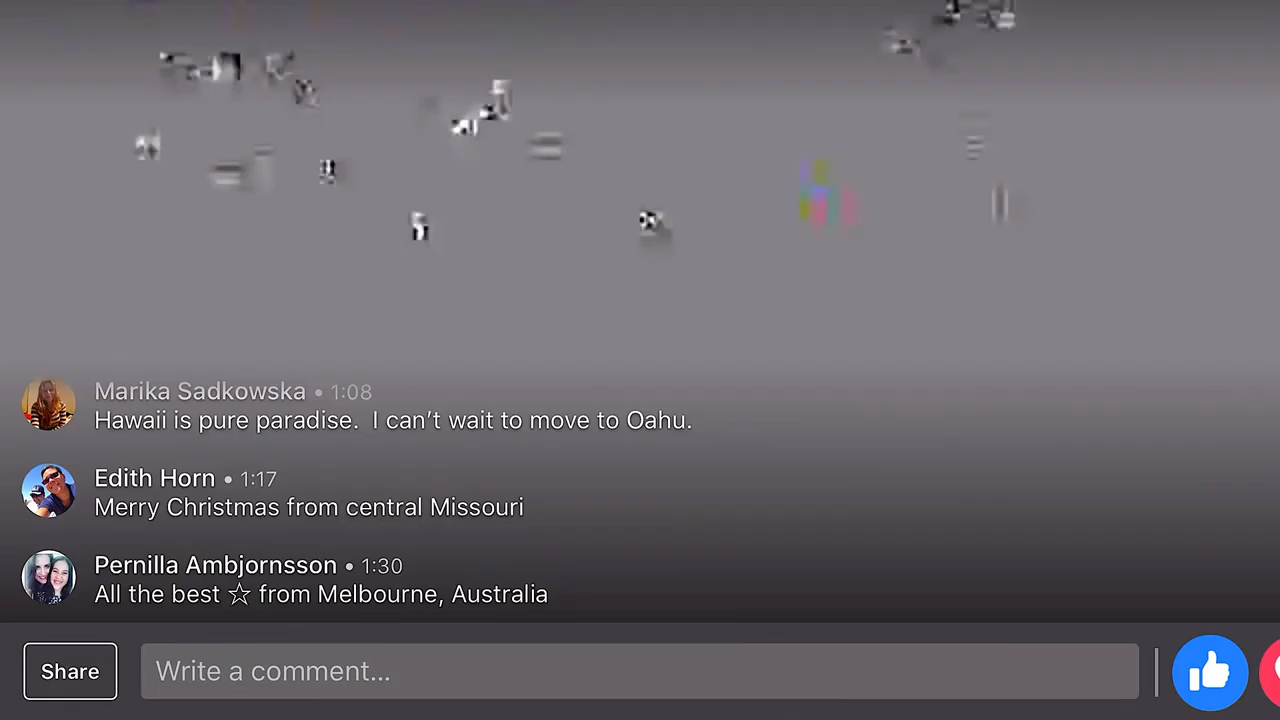 Marika Sadkowska • 1:08
Hawaii is pure paradise.  I can't wait to move to Oahu.
Edith Horn • 1:17
Merry Christmas from central Missouri
Pernilla Ambjornsson • 1:30
All the best ☆ from Melbourne, Australia
Share
Write a comment...